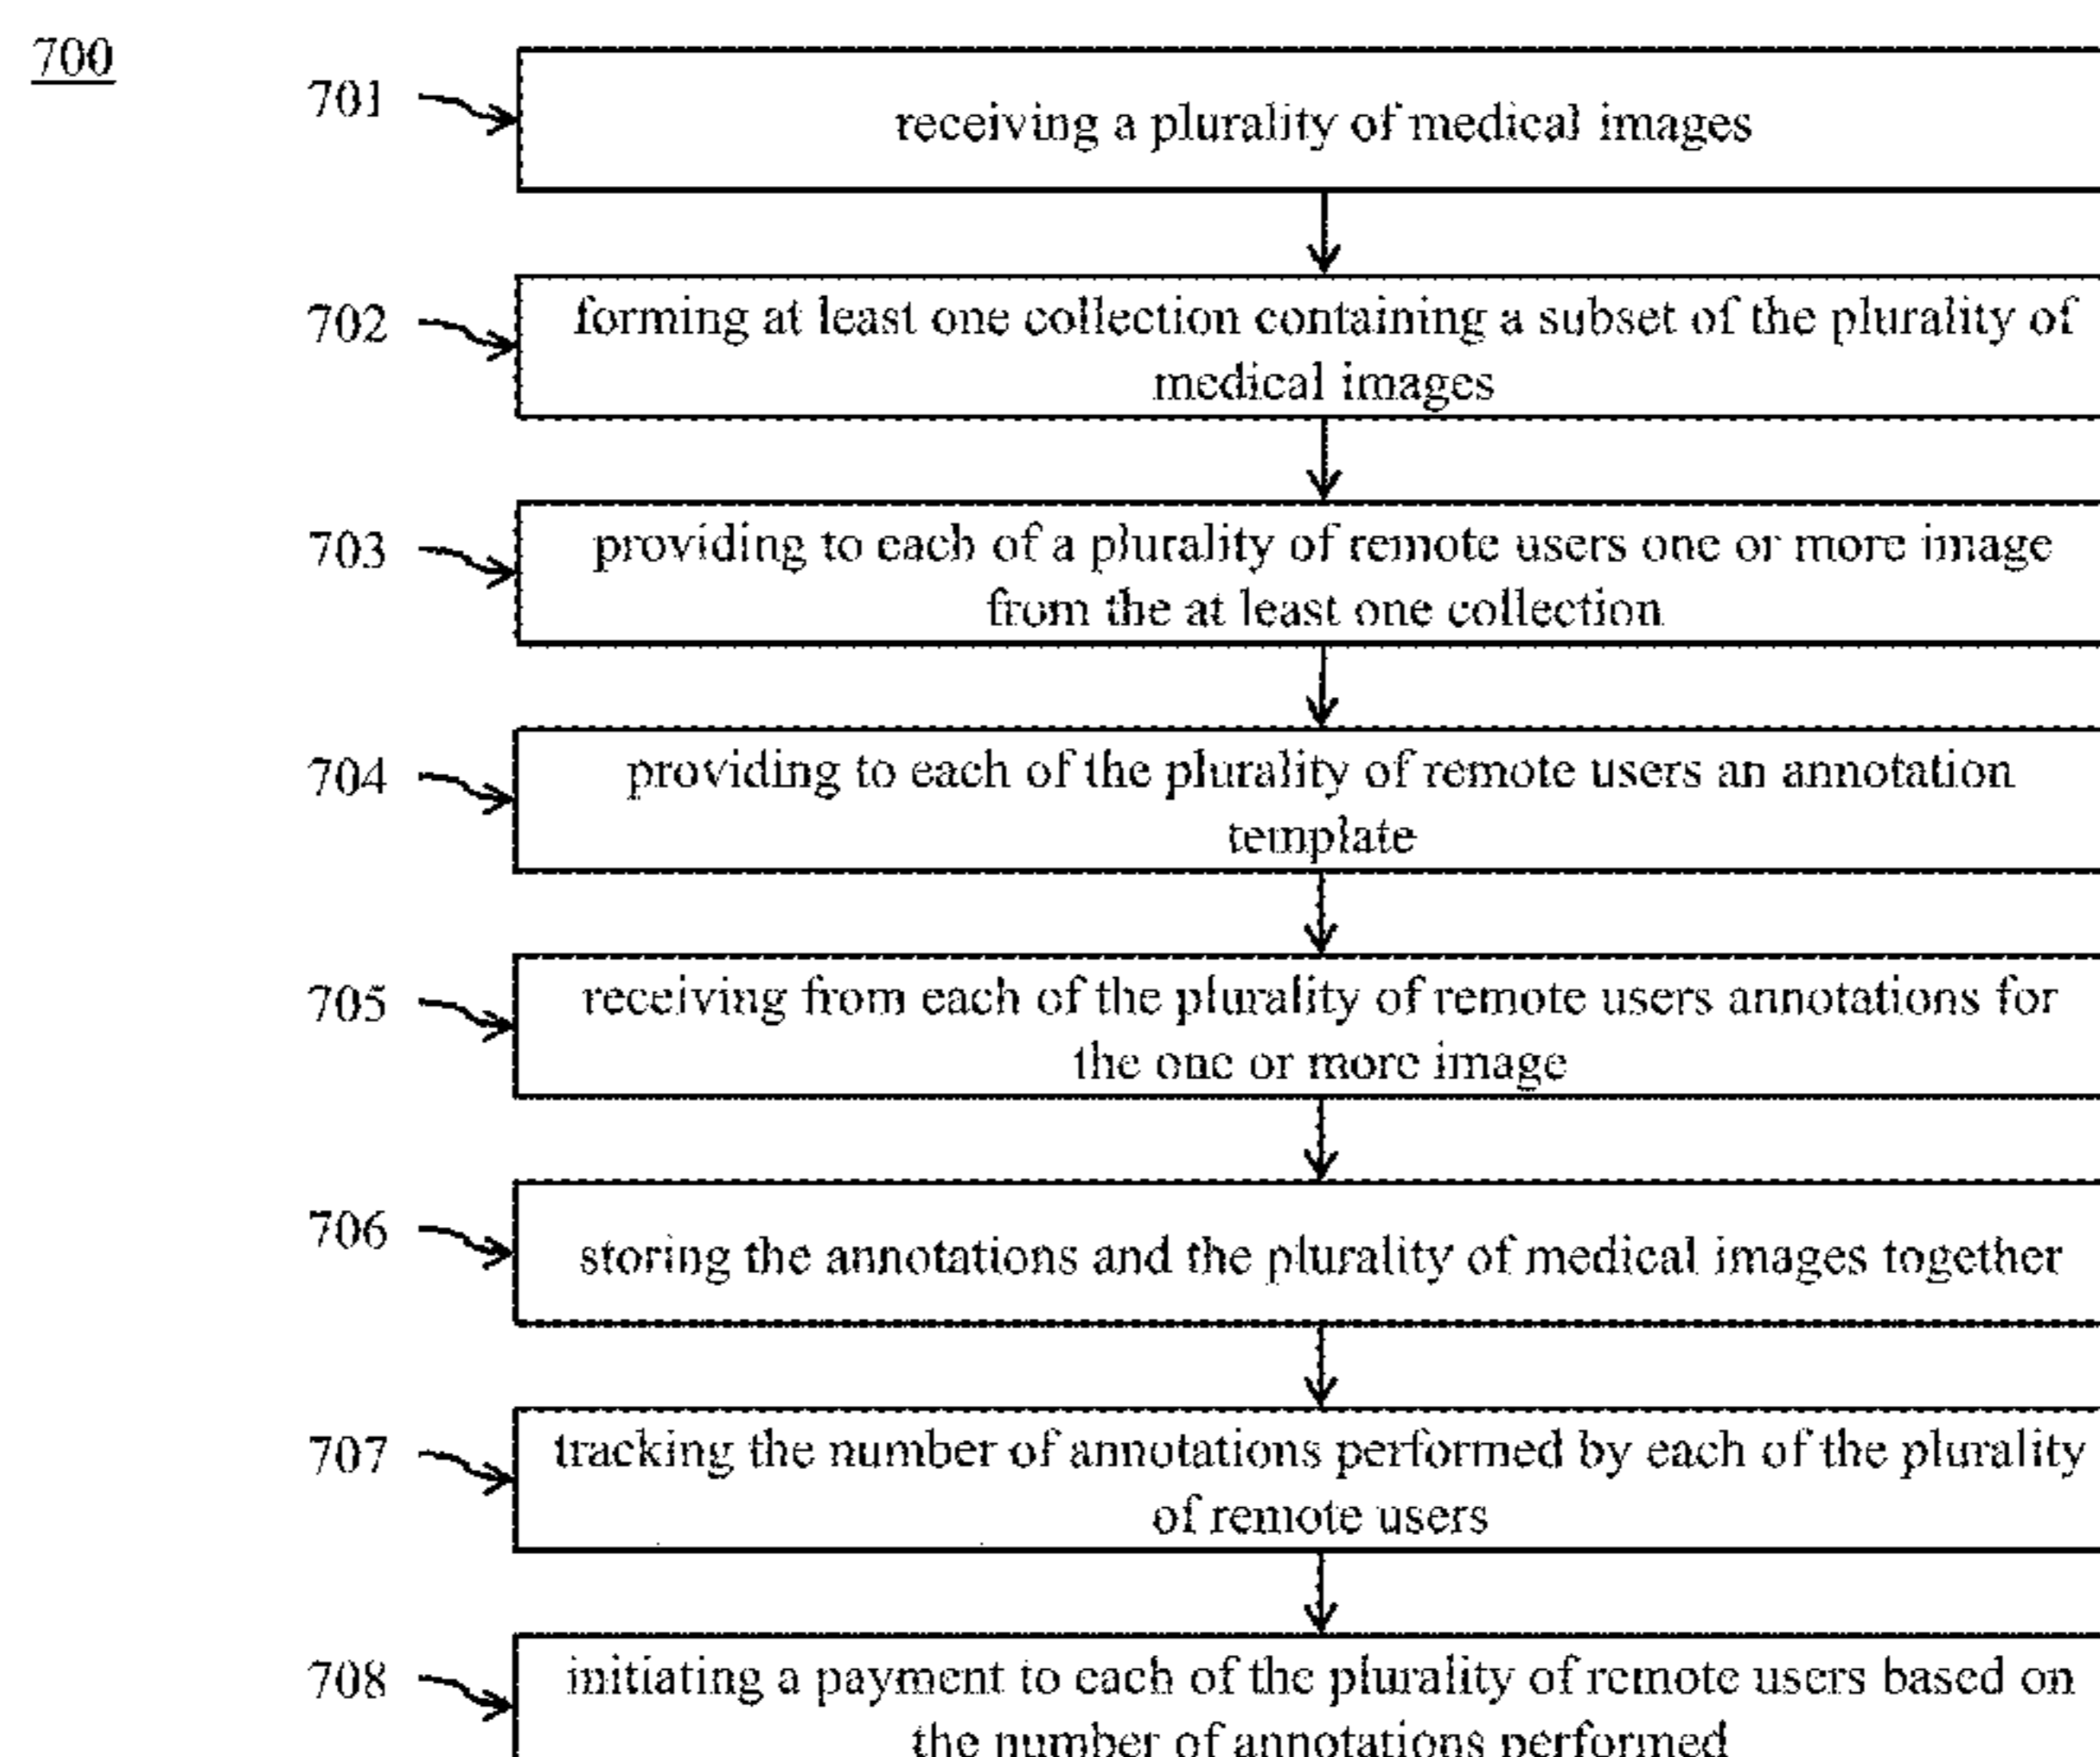 700
701
receiving a plurality of medical images
702
forming at least one collection containing a subset of the plurality of
medical images
703
providing to each of a plurality of remote users one or more image
from the at least one collection
704
providing to each of the plurality of remote users an annotation
template
705
receiving from each of the plurality of remote users annotations for
the one or more image
706
storing the annotations and the plurality of medical images together
707
tracking the number of annotations performed by each of the plurality
of remote users
708
initiating a payment to each of the plurality of remote users based on
the number of annotations performed